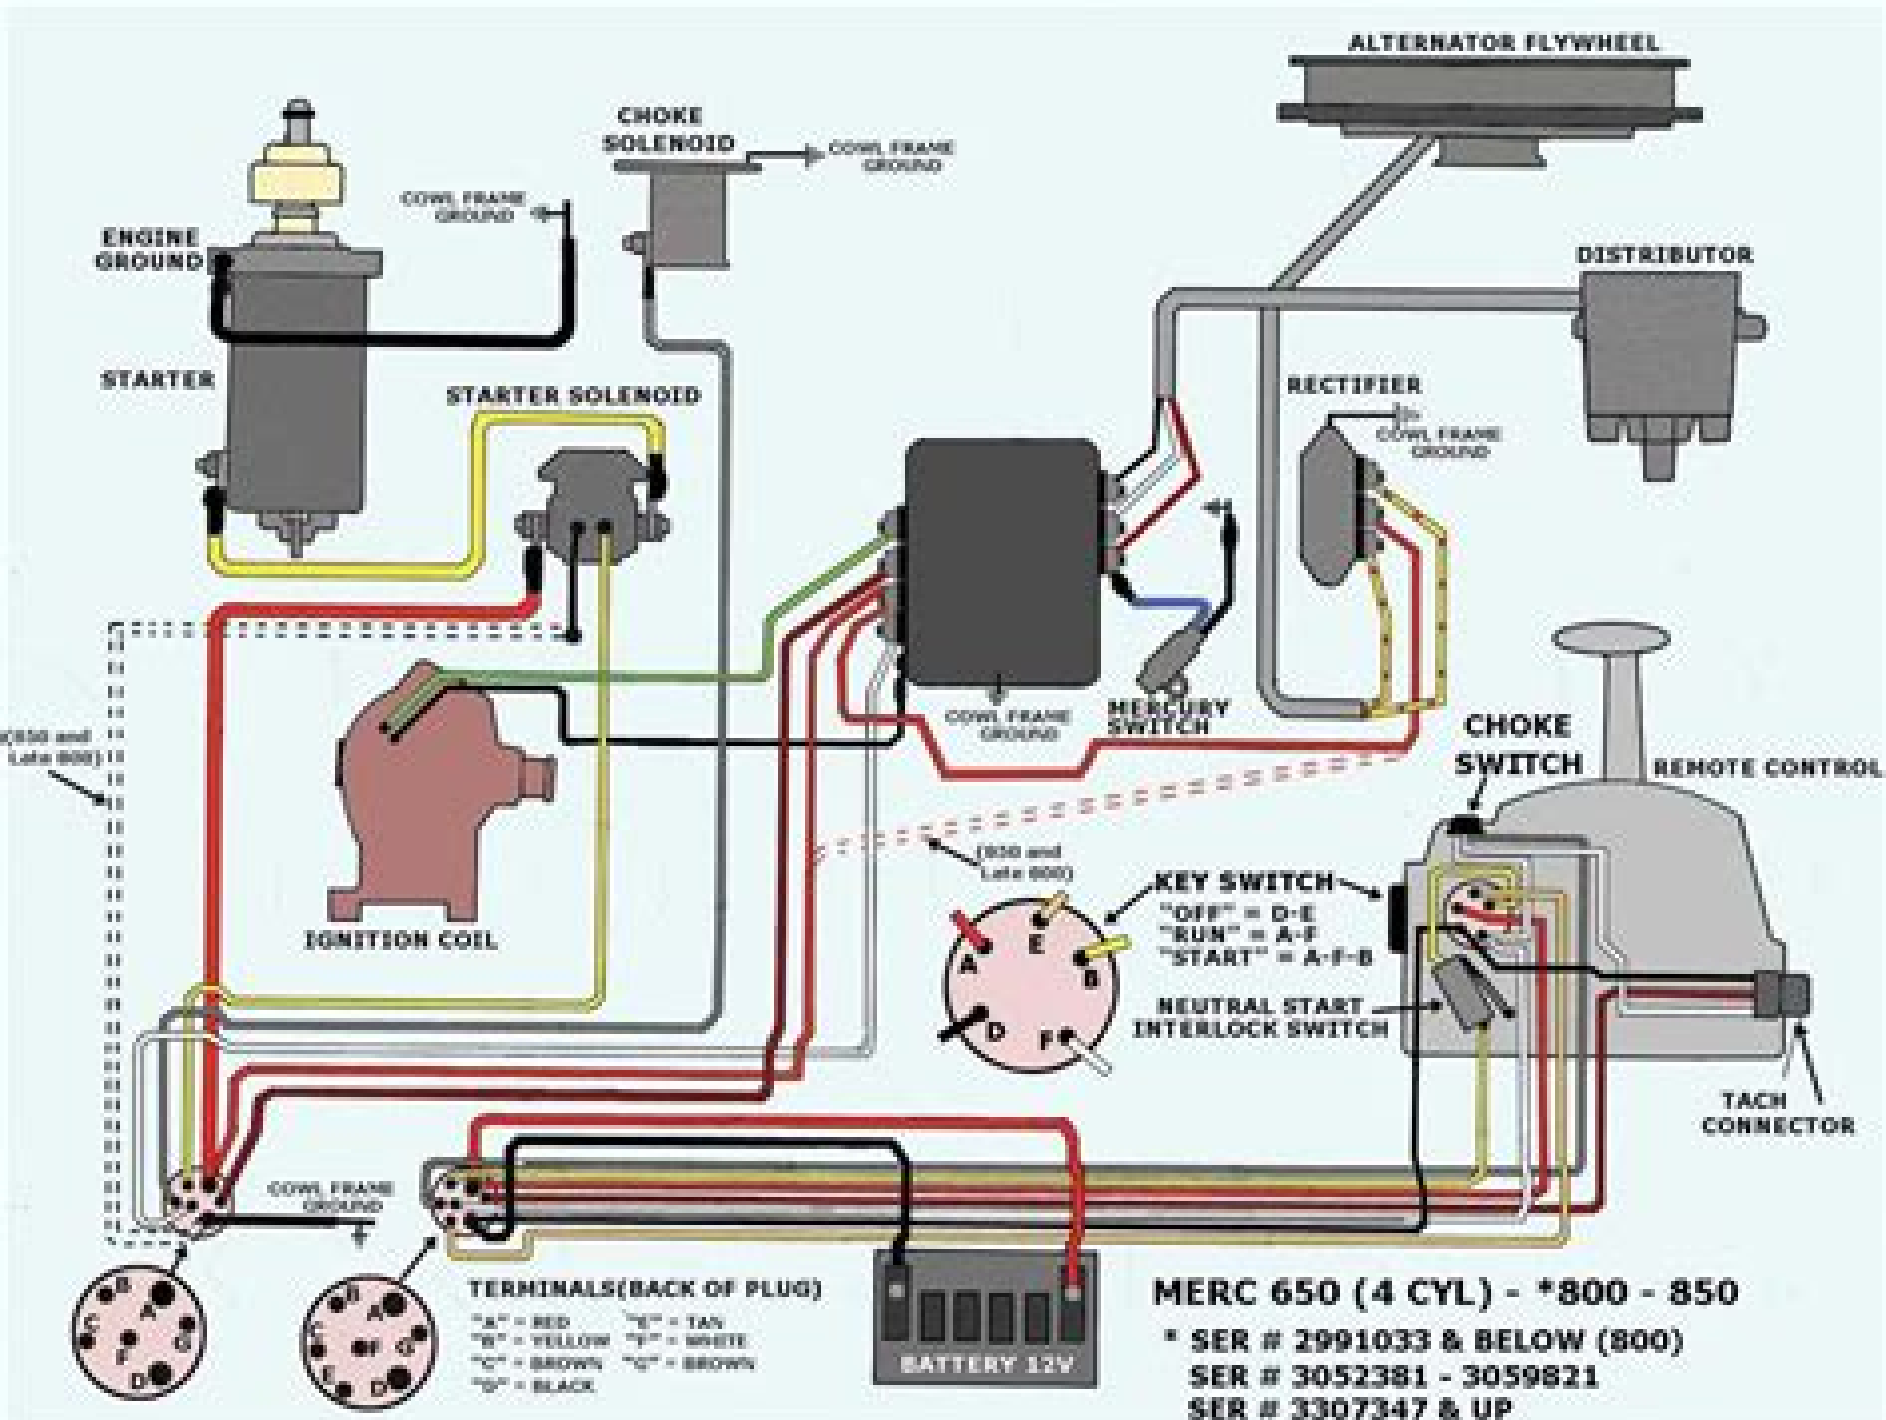 ALTERNATOR FLYWHEEL
CHOKE
SOLENOID
COWL FRAME
GROUND
COWL FRAME
GROUND
ENGINE
GROUND
DISTRIBUTOR
STARTER
STARTER SOLENOID
RECTIFIER
COWL FRAME
GROUND
COWL FRAME
GROUND
MERCURY
SWITCH
CHOKE
SWITCH
REMOTE CONTROL
Late 800)
(850 and
Late 800)
KEY SWITCH
"OFF" = D-E
"RUN" = A-F
"START" = A-F-B
A
E
B
D
F
IGNITION COIL
NEUTRAL START
INTERLOCK SWITCH
TACH
CONNECTOR
COWL FRAME
GROUND
B
A
C
G
F
D
B
A
C
F
G
E
D
TERMINALS(BACK OF PLUG)
"A" = RED "E" = TAN
"B" = YELLOW "F" = WHITE
"C" = BROWN "G" = BROWN
"D" = BLACK
BATTERY 12V
MERC 650 (4 CYL) - *800 - 850
* SER # 2991033 & BELOW (800)
SER # 3052381 - 3059821
SER # 3307347 & UP